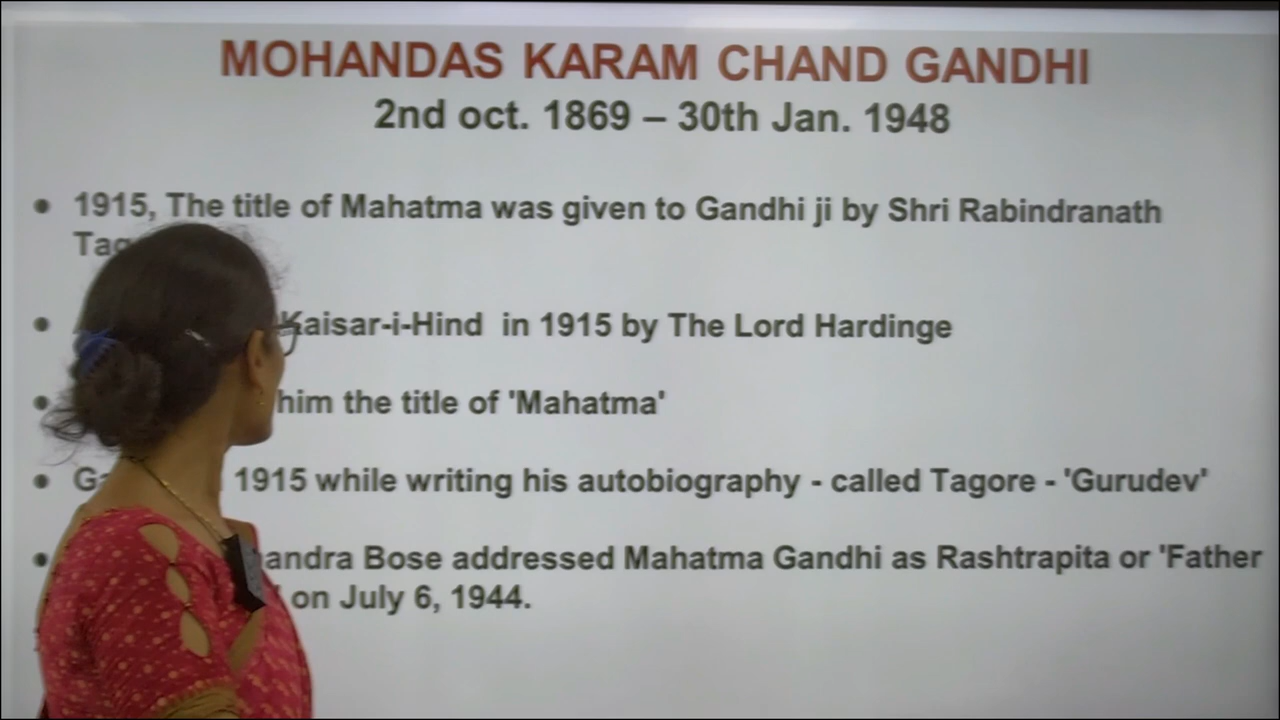 MOHANDAS KARAM CHAND GANDHI
2nd oct. 1869 – 30th Jan. 1948
• 1915, The title of Mahatma was given to Gandhi ji by Shri Rabindranath
• Kaisar-i-Hind in 1915 by The Lord Hardinge
• him the title of 'Mahatma'
• 1915 while writing his autobiography - called Tagore - 'Gurudev'
• Bose addressed Mahatma Gandhi as Rashtrapita or 'Father
on July 6, 1944.